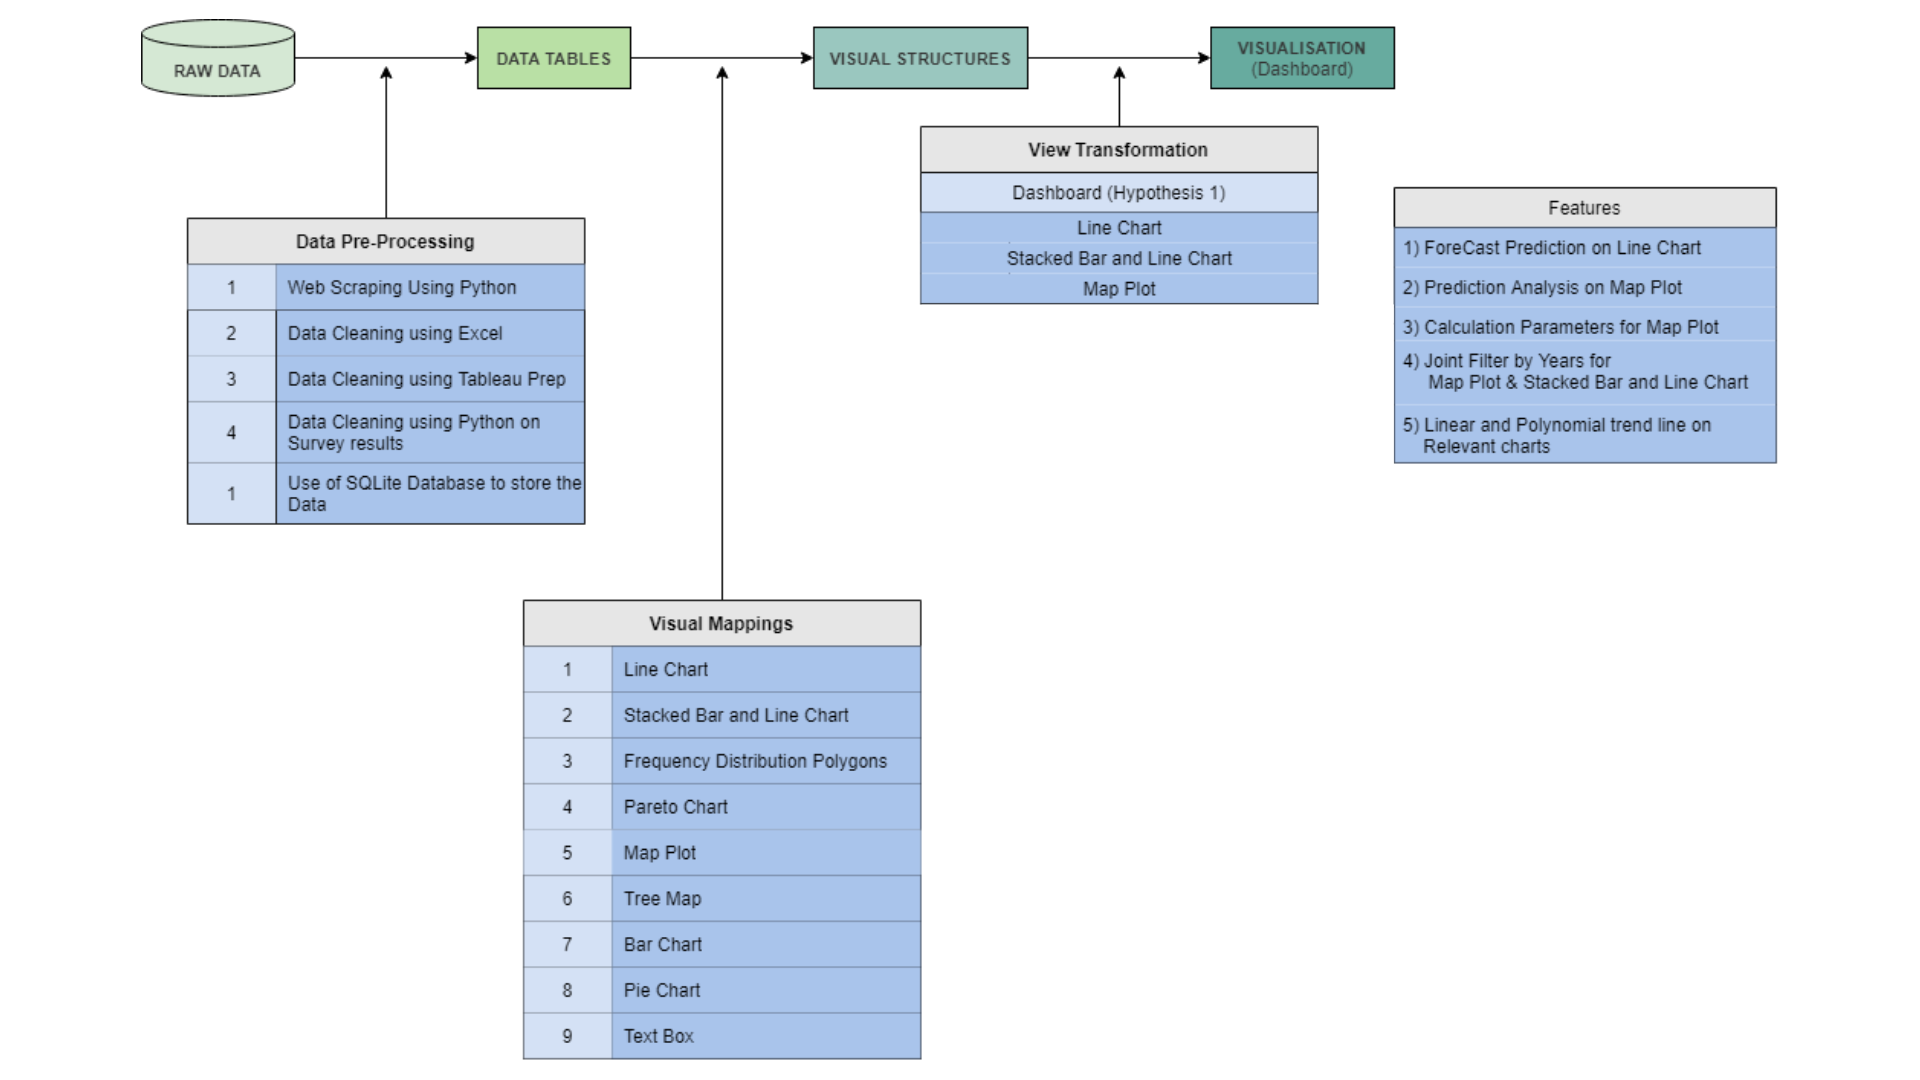 RAW DATA
DATA TABLES
VISUAL STRUCTURES
VISUALISATION
(Dashboard)
View Transformation
Dashboard (Hypothesis 1)
Line Chart
Stacked Bar and Line Chart
Map Plot
Features
1) ForeCast Prediction on Line Chart
2) Prediction Analysis on Map Plot
3) Calculation Parameters for Map Plot
4) Joint Filter by Years for
Map Plot & Stacked Bar and Line Chart
5) Linear and Polynomial trend line on
Relevant charts
Data Pre-Processing
1 Web Scraping Using Python
2 Data Cleaning using Excel
3 Data Cleaning using Tableau Prep
4 Data Cleaning using Python on
Survey results
1 Use of SQLite Database to store the
Data
Visual Mappings
1 Line Chart
2 Stacked Bar and Line Chart
3 Frequency Distribution Polygons
4 Pareto Chart
5 Map Plot
6 Tree Map
7 Bar Chart
8 Pie Chart
9 Text Box